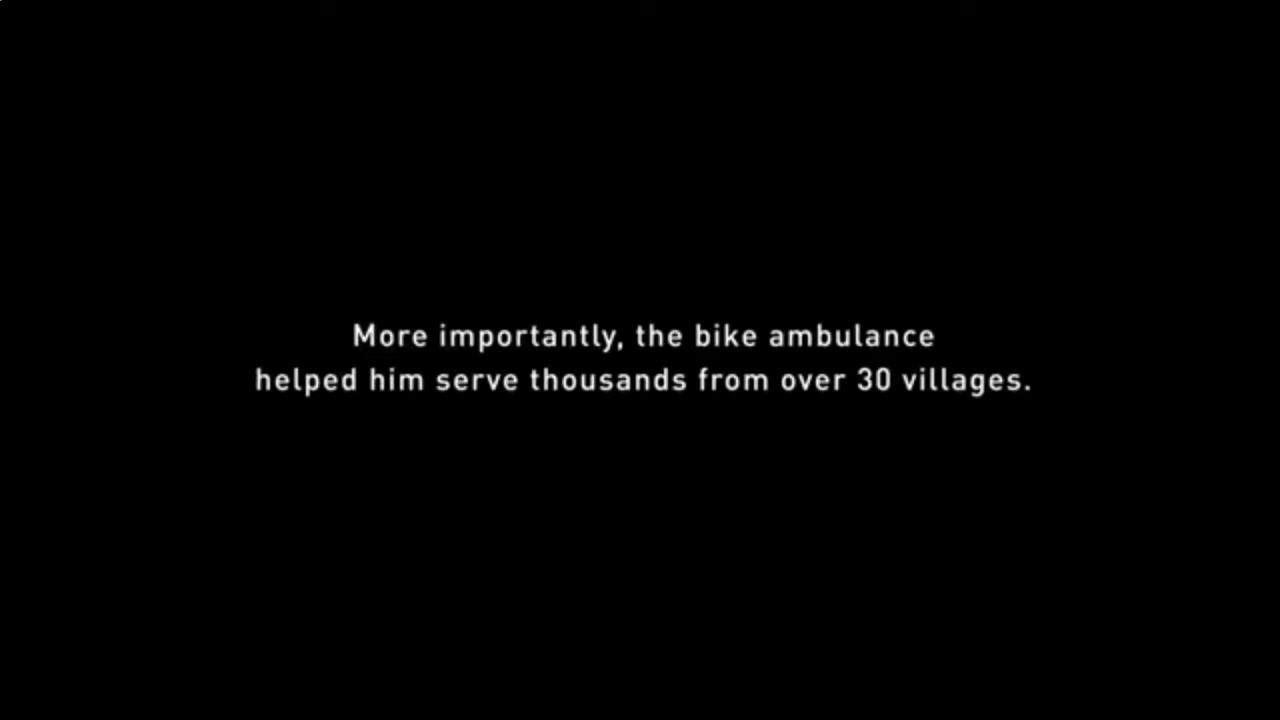 More importantly, the bike ambulance
helped him serve thousands from over 30 villages.